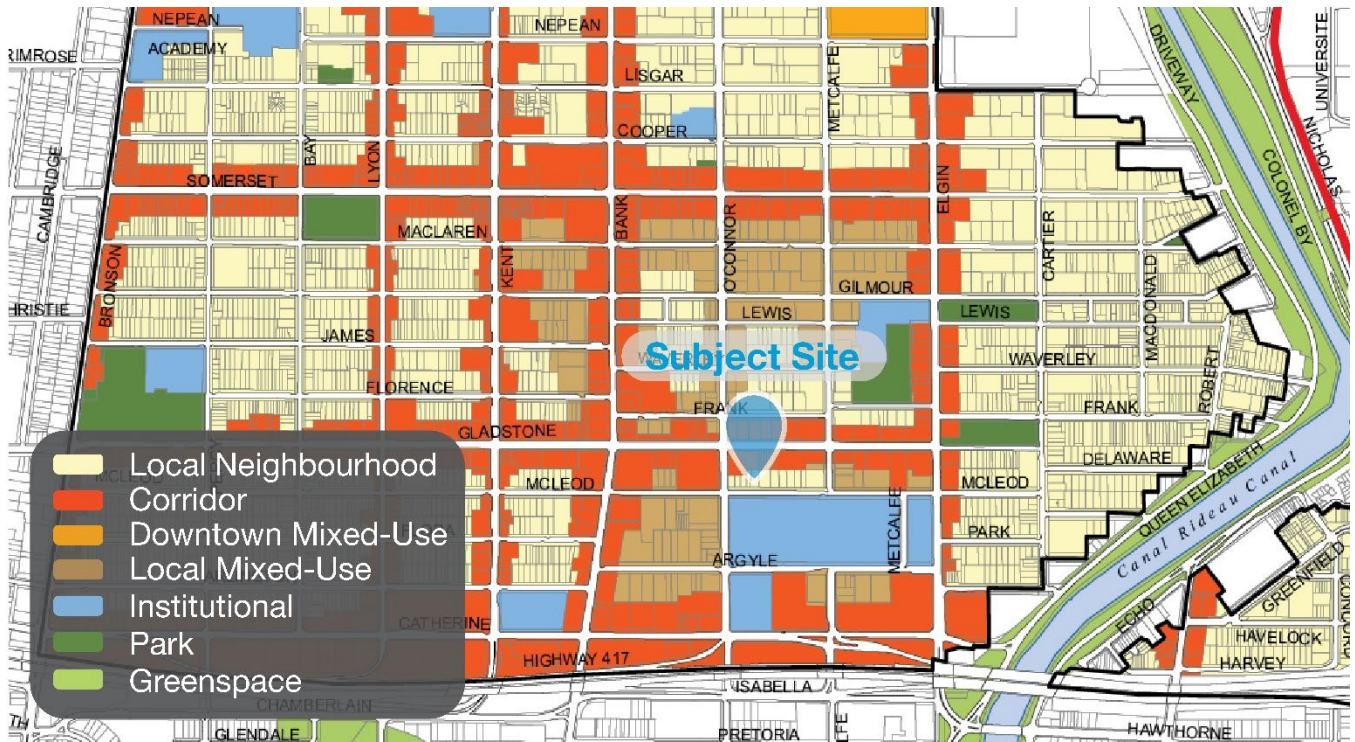 NEPEAN
NEPEAN
ACADEMY
RIMROSE
LISGAR
METCALFE
DRIVEWAY
UNIVERSITE
NICHOLAS
COOPER
COLONEL BY
CAMBRIDGE
BAY
LYON
SOMERSET
BANK
O'CONNOR
ELGIN
MACLAREN
KENT
CARTIER
MACDONALD
BRONSON
GILMOUR
HRISTIE
LEWIS
LEWIS
JAMES
WAVERLEY
Subject Site
ROBERT
FLORENCE
FRANK
FRANK
GLADSTONE
DELAWARE
QUEEN ELIZABETH
Canal Rideau Canal
Local Neighbourhood
MCLEOD
MCLEOD
MCLEOD
Corridor
Downtown Mixed-Use
PARK
METCALFE
ARGYLE
Local Mixed-Use
Institutional
GREENFIELD
CONCORD
ECHO
CATHERINE
HAVELOCK
Park
HIGHWAY 417
HARVEY
Greenspace
ISABELLA
CHAMBERLAIN
GLENDALE
PRETORIA
HAWTHORNE